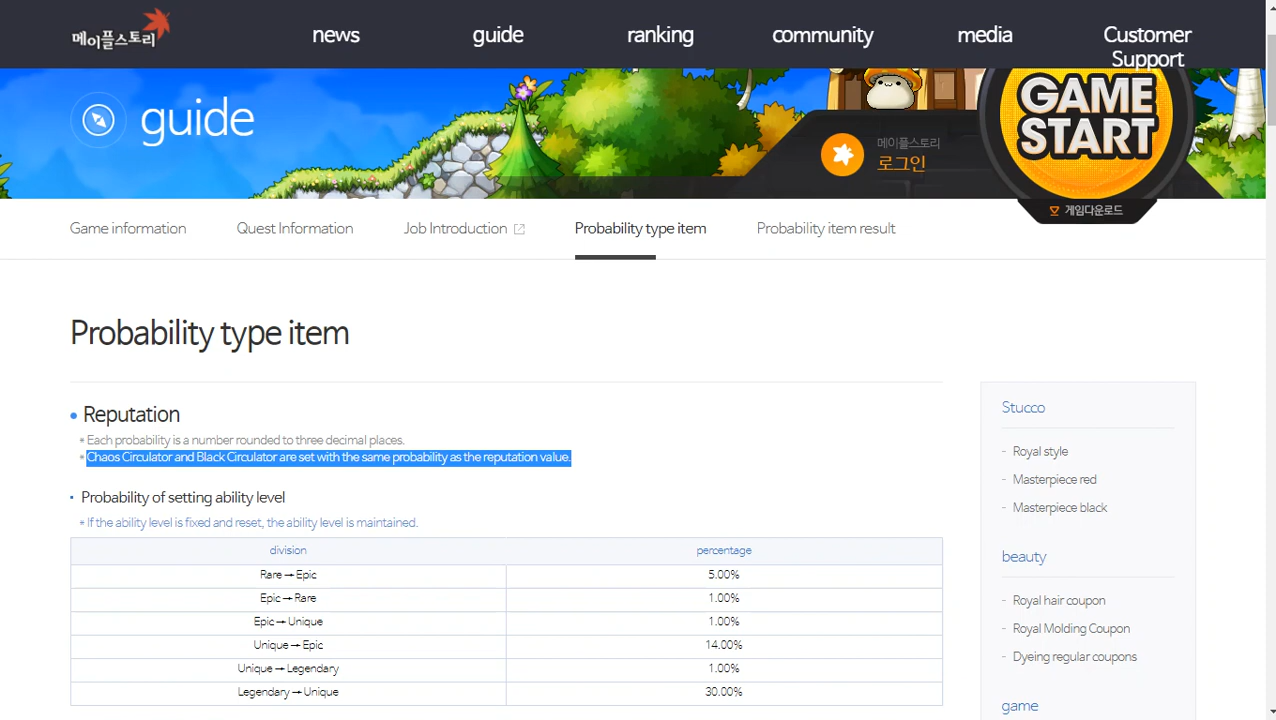 메이플스토리
news guide ranking community media Customer Support
guide
GAME START
메이플스토리
로그인
게임다운로드
Game information Quest Information Job Introduction Probability type item Probability item result
Probability type item
• Reputation
* Each probability is a number rounded to three decimal places.
* Chaos Circulator and Black Circulator are set with the same probability as the reputation value.
• Probability of setting ability level
* If the ability level is fixed and reset, the ability level is maintained.
division percentage
Rare → Epic 5.00%
Epic → Rare 1.00%
Epic → Unique 1.00%
Unique → Epic 14.00%
Unique → Legendary 1.00%
Legendary → Unique 30.00%
Stucco
- Royal style
- Masterpiece red
- Masterpiece black
beauty
- Royal hair coupon
- Royal Molding Coupon
- Dyeing regular coupons
game